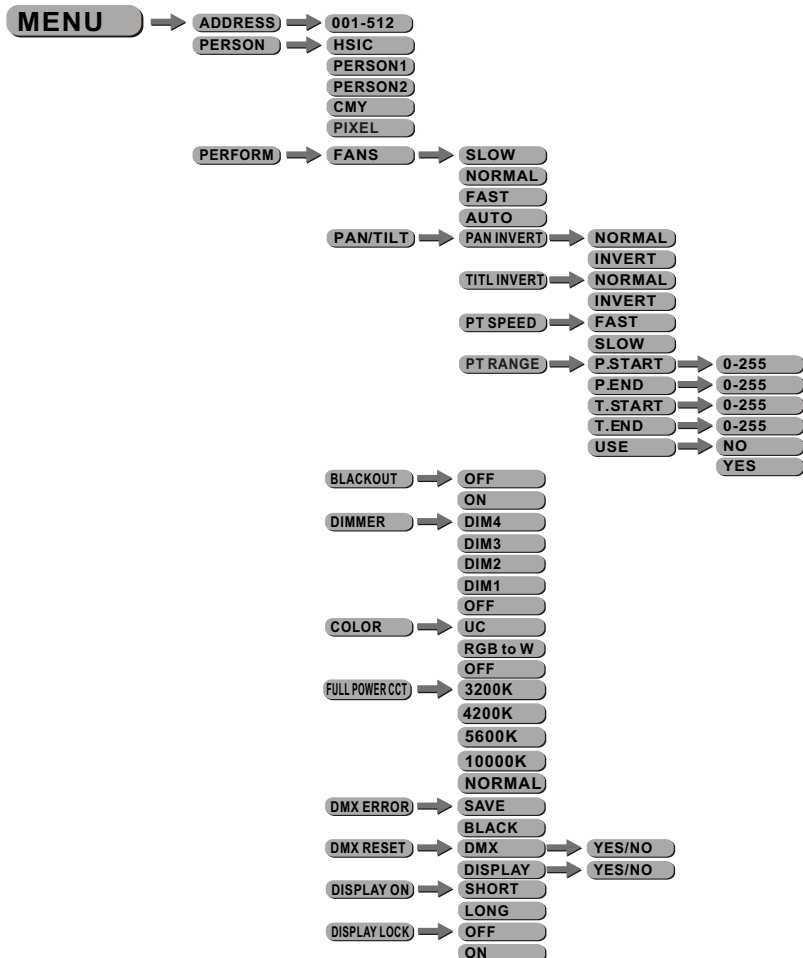 MENU ADDRESS 001-512
PERSON HSIC
PERSON1
PERSON2
CMY
PIXEL
PERFORM FANS SLOW
NORMAL
FAST
AUTO
PAN/TILT PAN INVERT NORMAL
INVERT
TITL INVERT NORMAL
INVERT
PT SPEED FAST
SLOW
PT RANGE P.START 0-255
P.END 0-255
T.START 0-255
T.END 0-255
USE NO
YES
BLACKOUT OFF
ON
DIMMER DIM4
DIM3
DIM2
DIM1
OFF
COLOR UC
RGB to W
OFF
FULL POWER CCT 3200K
4200K
5600K
10000K
NORMAL
DMX ERROR SAVE
BLACK
DMX RESET DMX YES/NO
DISPLAY YES/NO
DISPLAY ON SHORT
LONG
DISPLAY LOCK OFF
ON